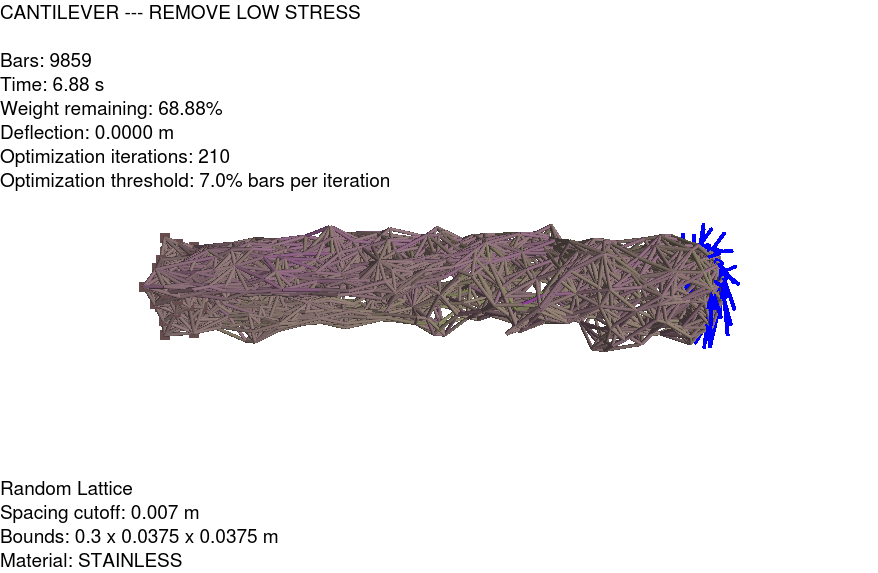 CANTILEVER --- REMOVE LOW STRESS
Bars: 9859
Time: 6.88 s
Weight remaining: 68.88%
Deflection: 0.0000 m
Optimization iterations: 210
Optimization threshold: 7.0% bars per iteration
Random Lattice
Spacing cutoff: 0.007 m
Bounds: 0.3 x 0.0375 x 0.0375 m
Material: STAINLESS